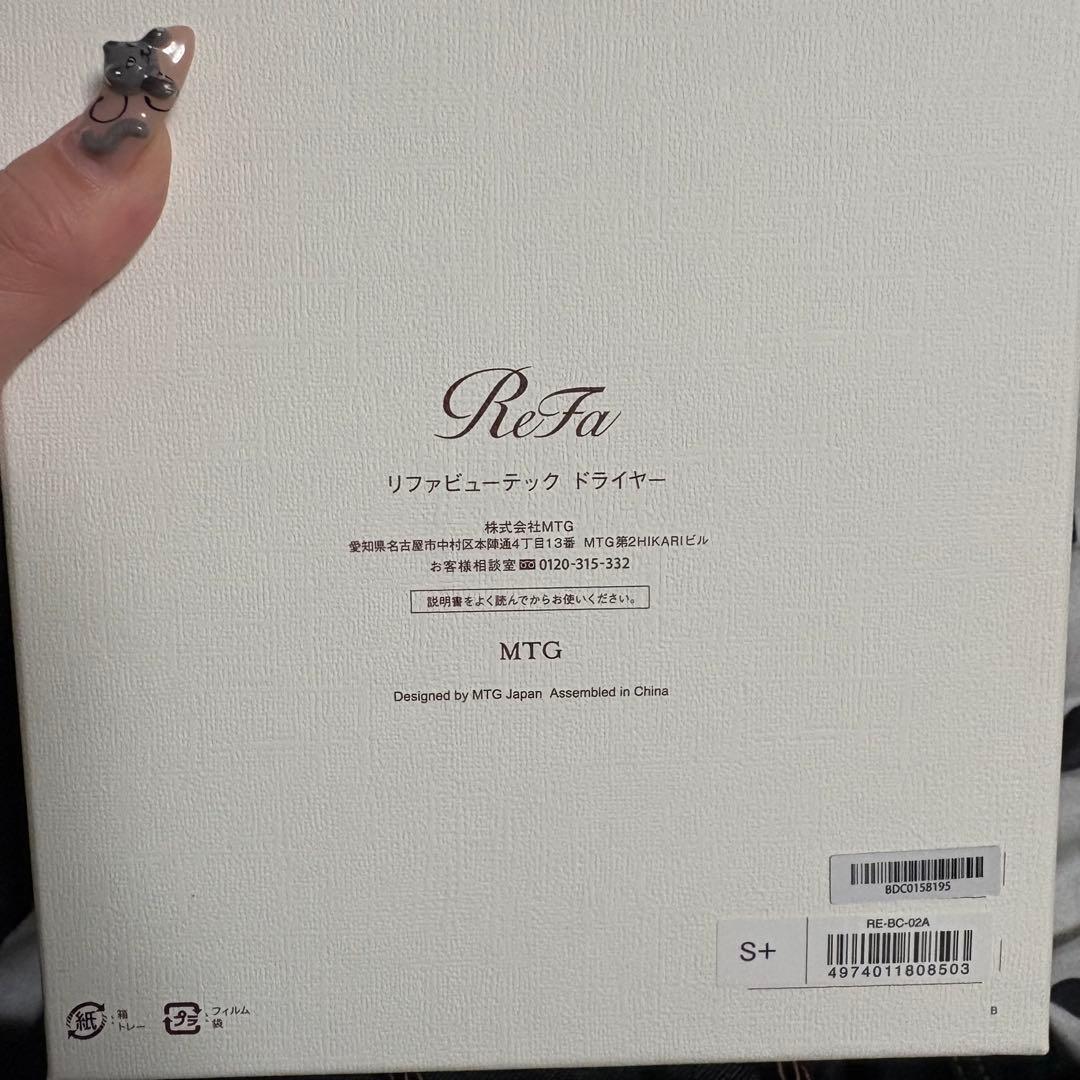 ReFa
リファビューテック ドライヤー
株式会社MTG
愛知県名古屋市中村区本陣通4丁目13番 MTG第2HIKARIビル
お客様相談室 0120-315-332
説明書をよく読んでからお使いください。
MTG
Designed by MTG Japan Assembled in China
BDC0158195
S+
RE-BC-02A
4974011808503
B
紙
:箱
トレー
プラ
:フィルム
袋